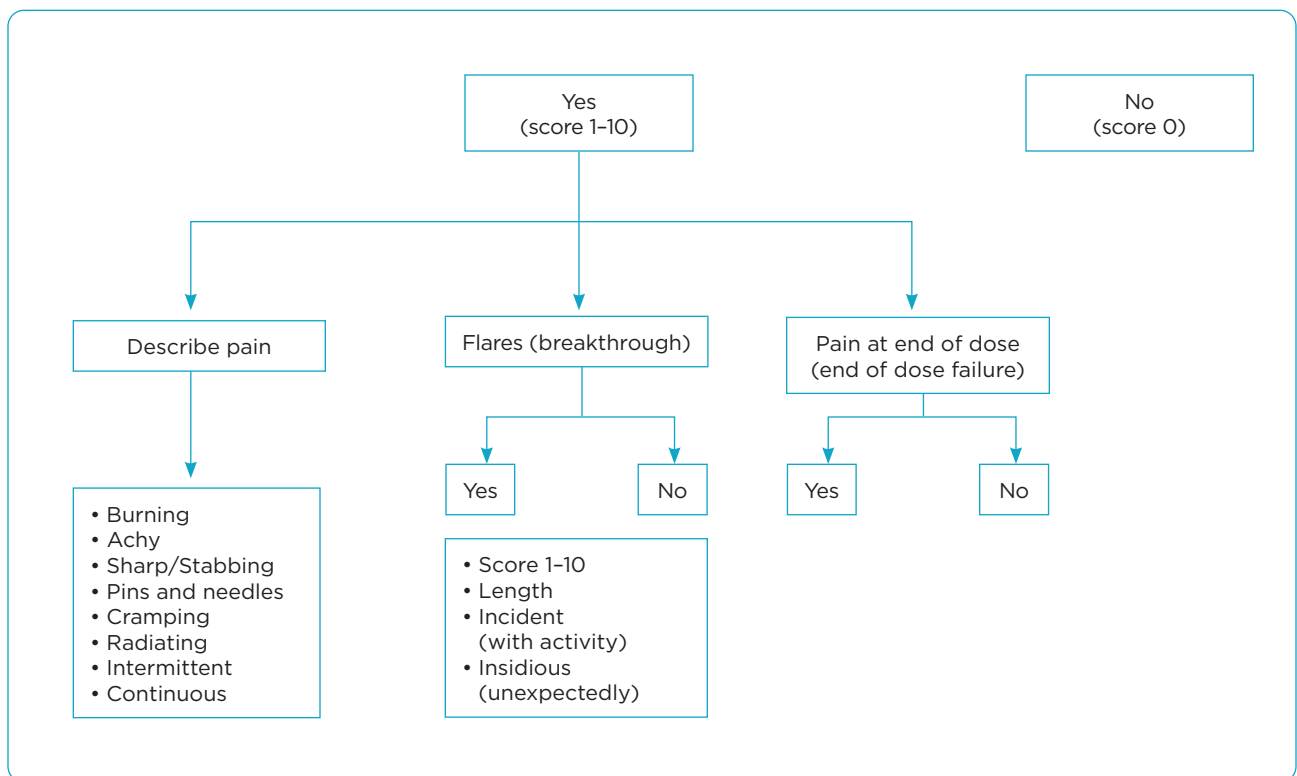 Yes
(score 1–10)
No
(score 0)
Describe pain
Flares (breakthrough)
Pain at end of dose
(end of dose failure)
Yes
No
Yes
No
• Burning
• Achy
• Sharp/Stabbing
• Pins and needles
• Cramping
• Radiating
• Intermittent
• Continuous
• Score 1–10
• Length
• Incident
(with activity)
• Insidious
(unexpectedly)